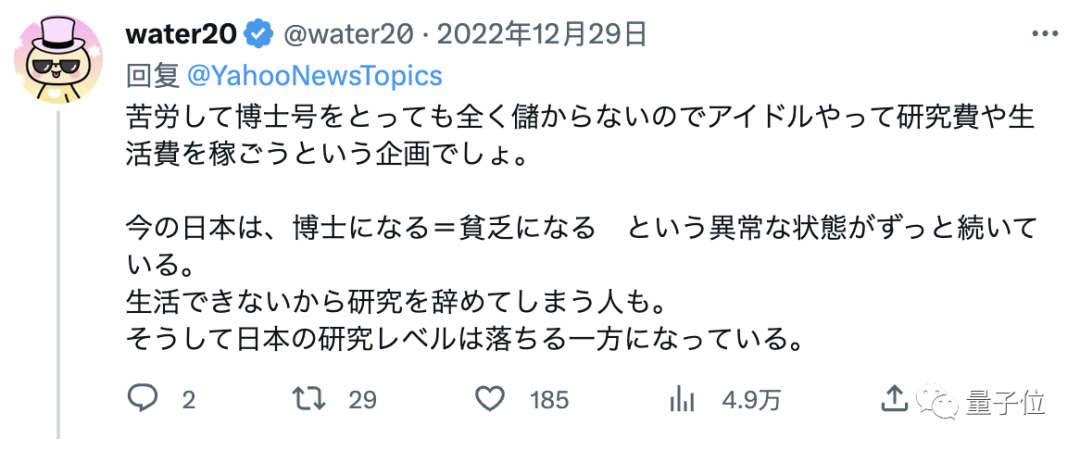 water20 @water20 · 2022年12月29日
回复 @YahooNewsTopics
苦労して博士号をとっても全く儲からないのでアイドルやって研究費や生
活費を稼ごうという企画でしょ。
今の日本は、博士になる＝貧乏になる　という異常な状態がずっと続いて
いる。
生活できないから研究を辞めてしまう人も。
そうして日本の研究レベルは落ちる一方になっている。
2 29 185 4.9万 量子位